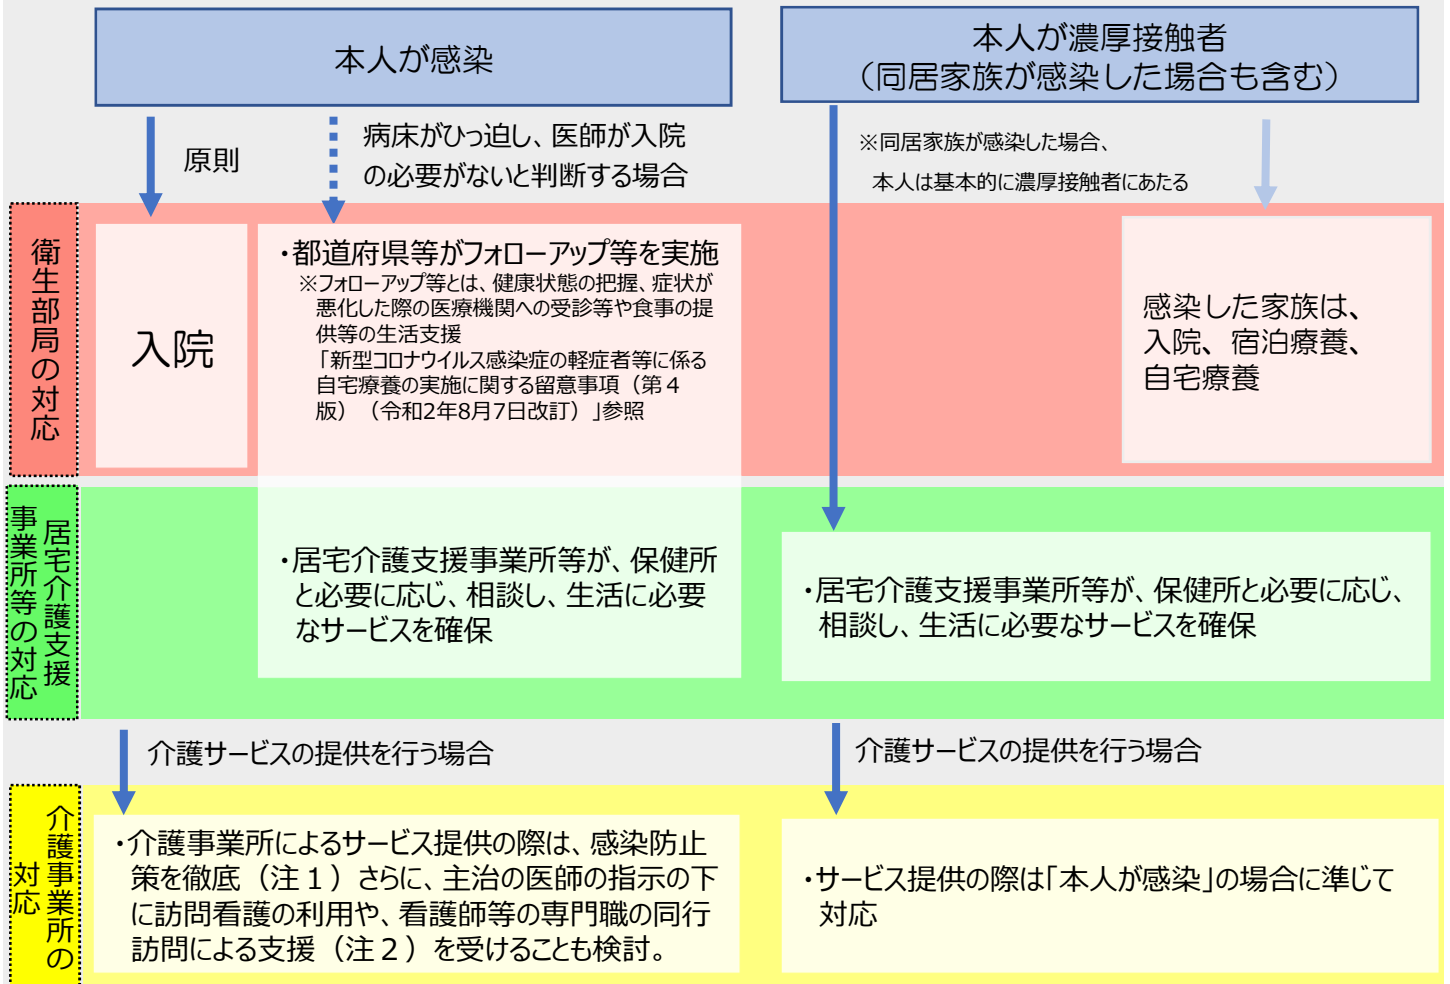 本人が感染
本人が濃厚接触者
（同居家族が感染した場合も含む）
原則
病床がひっ迫し、医師が入院
の必要がないと判断する場合
※同居家族が感染した場合、
本人は基本的に濃厚接触者にあたる
衛生部局の対応
入院
・都道府県等がフォローアップ等を実施
※フォローアップ等とは、健康状態の把握、症状が
悪化した際の医療機関への受診等や食事の提
供等の生活支援
「新型コロナウイルス感染症の軽症者等に係る
自宅療養の実施に関する留意事項（第４
版）（令和2年8月7日改訂）」参照
感染した家族は、
入院、宿泊療養、
自宅療養
居宅介護支援
事業所等の対応
・居宅介護支援事業所等が、保健所
と必要に応じ、相談し、生活に必要
なサービスを確保
・居宅介護支援事業所等が、保健所と必要に応じ、
相談し、生活に必要なサービスを確保
介護サービスの提供を行う場合
介護サービスの提供を行う場合
介護事業所の
対応
・介護事業所によるサービス提供の際は、感染防止
策を徹底（注１）さらに、主治の医師の指示の下
に訪問看護の利用や、看護師等の専門職の同行
訪問による支援（注２）を受けることも検討。
・サービス提供の際は「本人が感染」の場合に準じて
対応